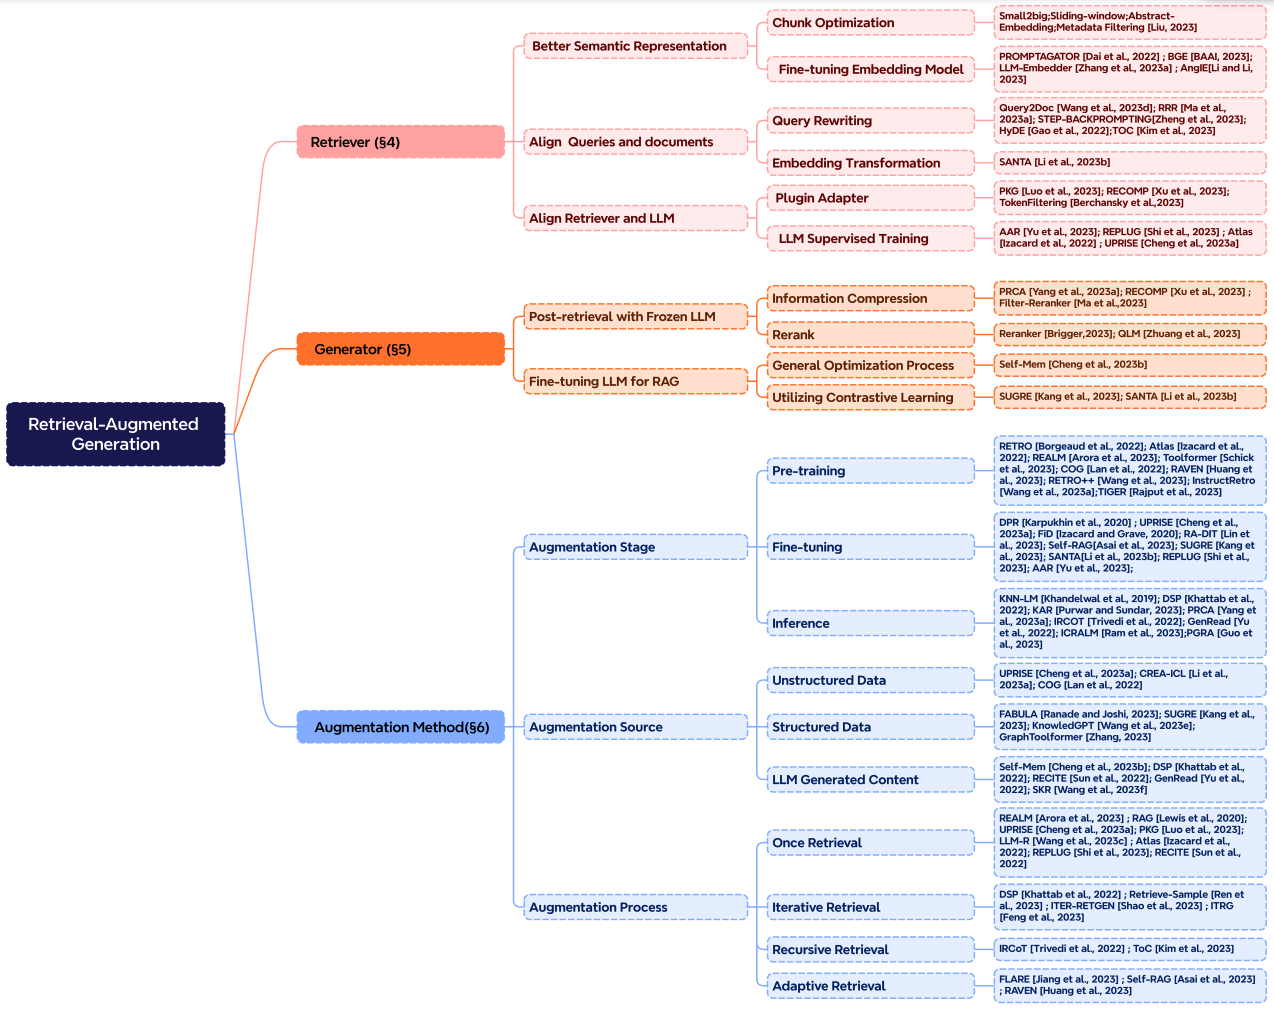 Retrieval-Augmented
Generation
Retriever (§4)
Better Semantic Representation
Chunk Optimization
Small2big;Sliding-window;Abstract-
Embedding;Metadata Filtering [Liu, 2023]
Fine-tuning Embedding Model
PROMPTAGATOR [Dai et al., 2022] ; BGE [BAAI, 2023];
LLM-Embedder [Zhang et al., 2023a] ; AngIE[Li and Li,
2023]
Align Queries and documents
Query Rewriting
Query2Doc [Wang et al., 2023d]; RRR [Ma et al.,
2023a]; STEP-BACKPROMPTING[Zheng et al., 2023];
HyDE [Gao et al., 2022];TOC [Kim et al., 2023]
Embedding Transformation
SANTA [Li et al., 2023b]
Align Retriever and LLM
Plugin Adapter
PKG [Luo et al., 2023]; RECOMP [Xu et al., 2023];
TokenFiltering [Berchansky et al.,2023]
LLM Supervised Training
AAR [Yu et al., 2023]; REPLUG [Shi et al., 2023] ; Atlas
[Izacard et al., 2022] ; UPRISE [Cheng et al., 2023a]
Generator (§5)
Post-retrieval with Frozen LLM
Information Compression
PRCA [Yang et al., 2023a]; RECOMP [Xu et al., 2023] ;
Filter-Reranker [Ma et al.,2023]
Rerank
Reranker [Brigger,2023]; QLM [Zhuang et al., 2023]
Fine-tuning LLM for RAG
General Optimization Process
Self-Mem [Cheng et al., 2023b]
Utilizing Contrastive Learning
SUGRE [Kang et al., 2023]; SANTA [Li et al., 2023b]
Augmentation Method(§6)
Augmentation Stage
Pre-training
RETRO [Borgeaud et al., 2022]; Atlas [Izacard et al.,
2022]; REALM [Arora et al., 2023]; Toolformer [Schick
et al., 2023]; COG [Lan et al., 2022]; RAVEN [Huang et
al., 2023]; RETRO++ [Wang et al., 2023]; InstructRetro
[Wang et al., 2023a];TIGER [Rajput et al., 2023]
Fine-tuning
DPR [Karpukhin et al., 2020] ; UPRISE [Cheng et al.,
2023a]; FiD [Izacard and Grave, 2020]; RA-DIT [Lin et
al., 2023]; Self-RAG[Asai et al., 2023]; SUGRE [Kang et
al., 2023]; SANTA[Li et al., 2023b]; REPLUG [Shi et al.,
2023]; AAR [Yu et al., 2023];
Inference
KNN-LM [Khandelwal et al., 2019]; DSP [Khattab et al.,
2022]; KAR [Purwar and Sundar, 2023]; PRCA [Yang et
al., 2023a]; IRCOT [Trivedi et al., 2022]; GenRead [Yu
et al., 2022]; ICRALM [Ram et al., 2023];PGRA [Guo et
al., 2023]
Augmentation Source
Unstructured Data
UPRISE [Cheng et al., 2023a]; CREA-ICL [Li et al.,
2023a]; COG [Lan et al., 2022]
Structured Data
FABULA [Ranade and Joshi, 2023]; SUGRE [Kang et al.,
2023]; KnowledGPT [Wang et al., 2023e];
GraphToolformer [Zhang, 2023]
LLM Generated Content
Self-Mem [Cheng et al., 2023b]; DSP [Khattab et al.,
2022]; RECITE [Sun et al., 2022]; GenRead [Yu et al.,
2022]; SKR [Wang et al., 2023f]
Augmentation Process
Once Retrieval
REALM [Arora et al., 2023] ; RAG [Lewis et al., 2020];
UPRISE [Cheng et al., 2023a]; PKG [Luo et al., 2023];
LLM-R [Wang et al., 2023c] ; Atlas [Izacard et al.,
2022]; REPLUG [Shi et al., 2023]; RECITE [Sun et al.,
2022]
Iterative Retrieval
DSP [Khattab et al., 2022] ; Retrieve-Sample [Ren et
al., 2023] ; ITER-RETGEN [Shao et al., 2023] ; ITRG
[Feng et al., 2023]
Recursive Retrieval
IRCoT [Trivedi et al., 2022] ; ToC [Kim et al., 2023]
Adaptive Retrieval
FLARE [Jiang et al., 2023] ; Self-RAG [Asai et al., 2023]
; RAVEN [Huang et al., 2023]